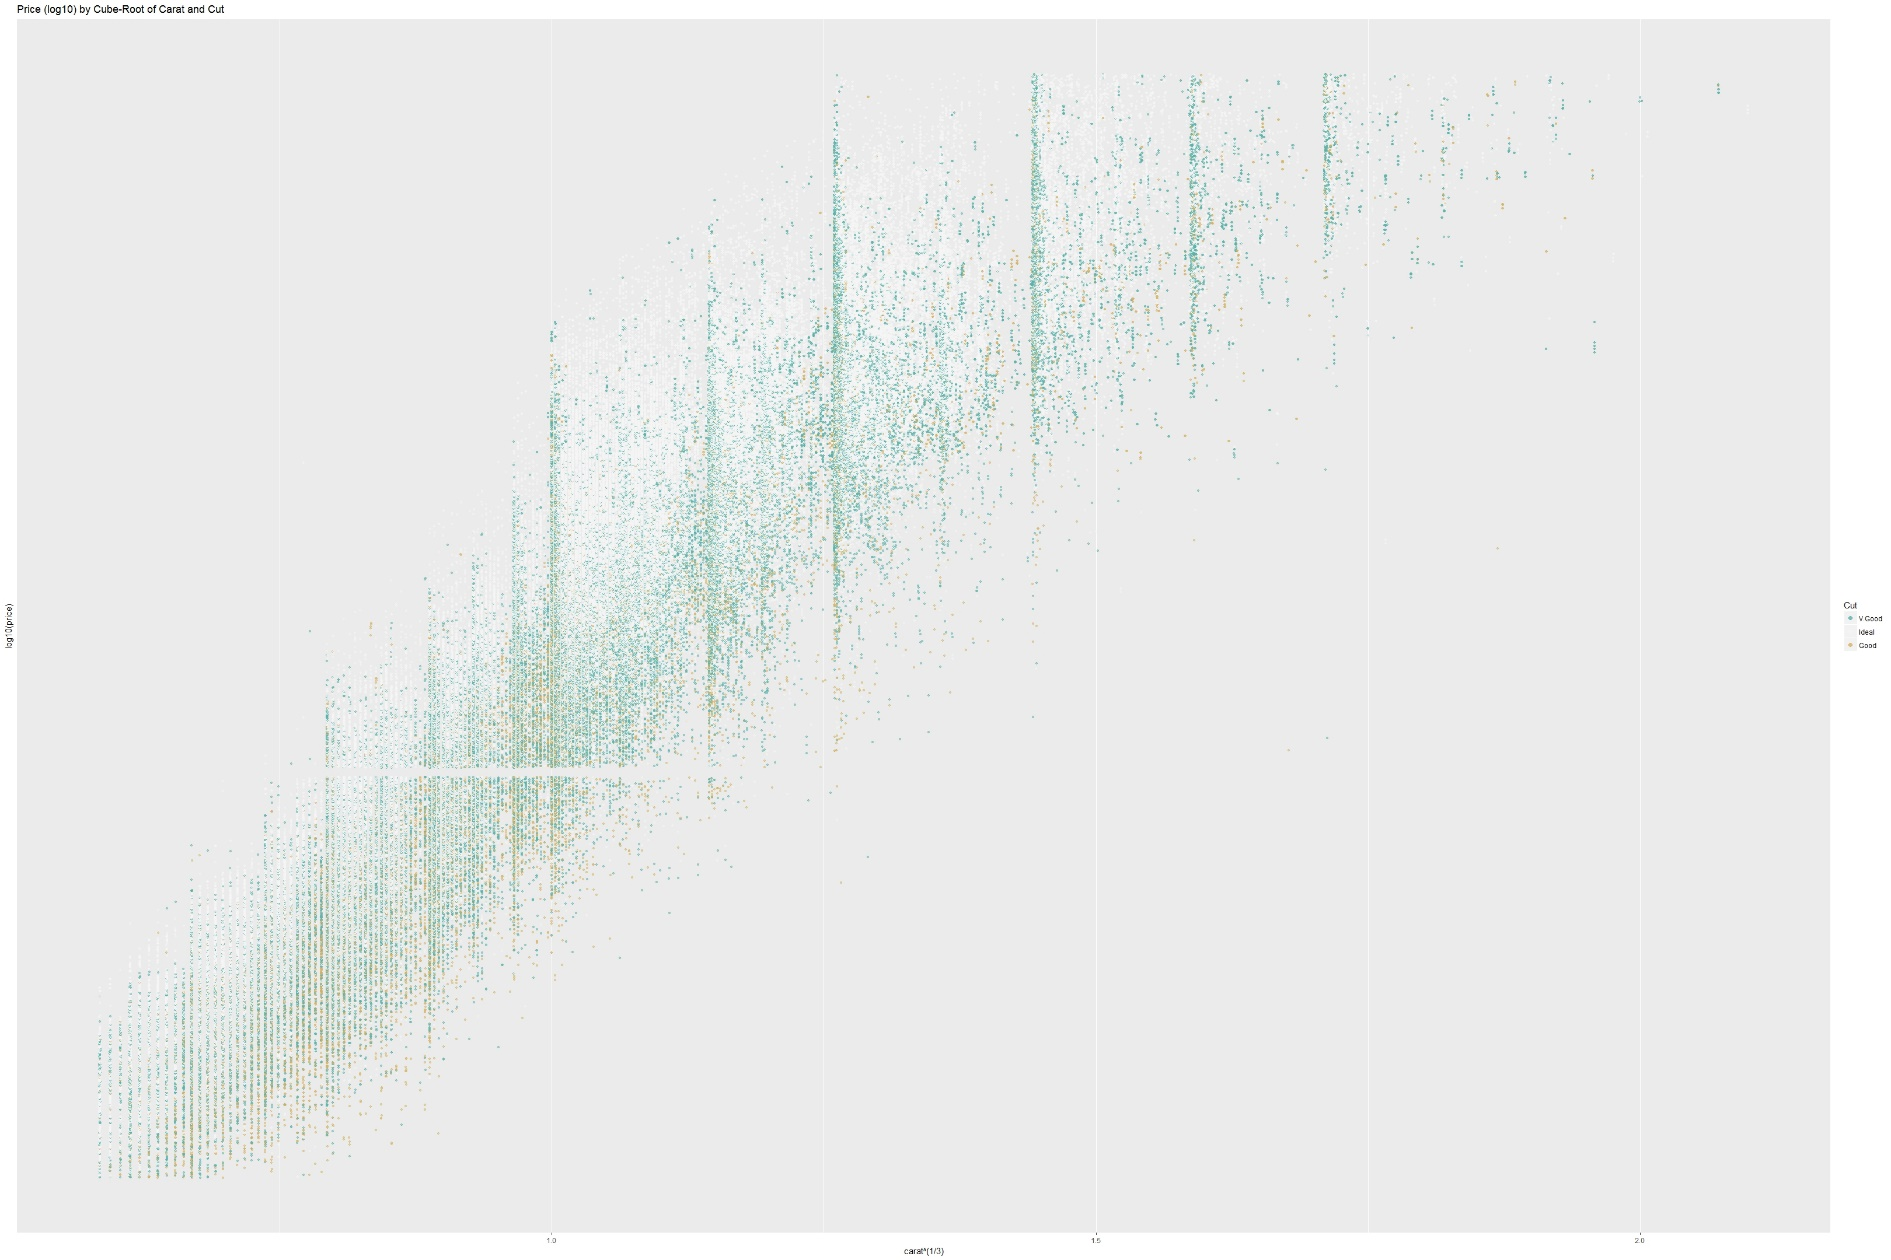 Price (log10) by Cube-Root of Carat and Cut
log10(price)
Cut
V.Good
Ideal
Good
1.0
1.5
2.0
carat^(1/3)